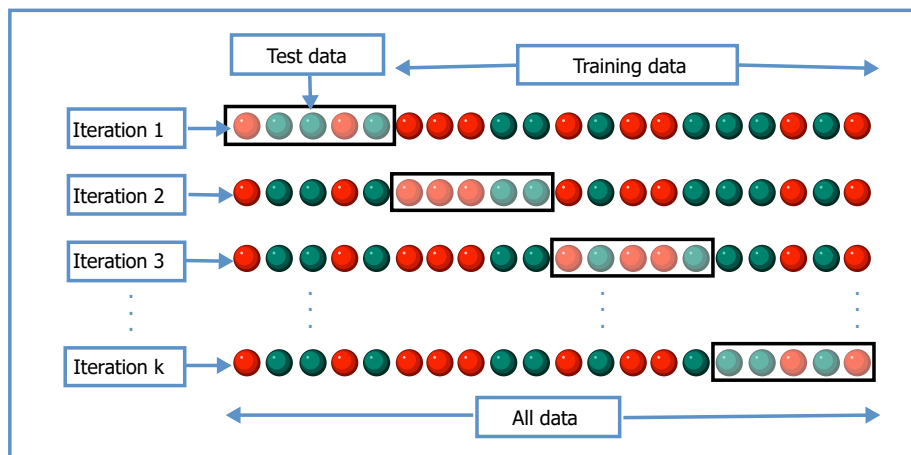 Test data
Training data
Iteration 1
Iteration 2
Iteration 3
Iteration k
All data